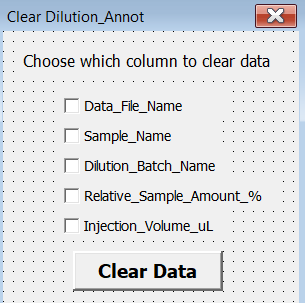 Clear Dilution_Annot
Choose which column to clear data
Data_File_Name
Sample_Name
Dilution_Batch_Name
Relative_Sample_Amount_%
Injection_Volume_uL
Clear Data